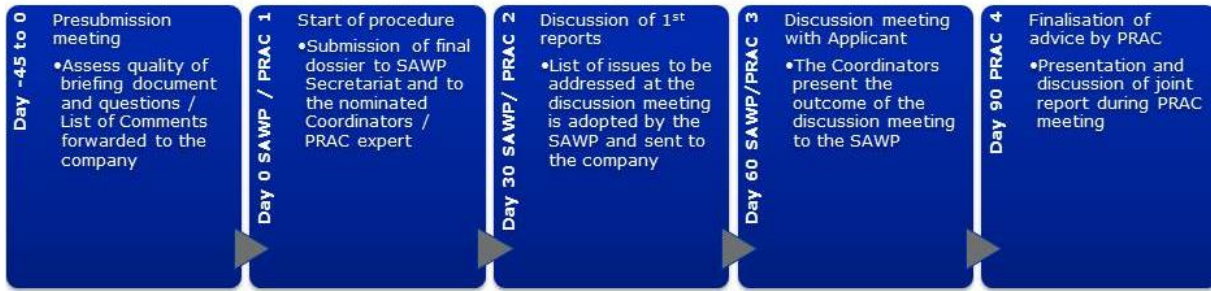 Day -45 to 0
Presubmission
meeting
•Assess quality of
briefing document
and questions /
List of Comments
forwarded to the
company
Day 0 SAWP / PRAC 1
Start of procedure
•Submission of final
dossier to SAWP
Secretariat and to
the nominated
Coordinators /
PRAC expert
Day 30 SAWP/ PRAC 2
Discussion of 1st
reports
•List of issues to be
addressed at the
discussion meeting
is adopted by the
SAWP and sent to
the company
Day 60 SAWP/PRAC 3
Discussion meeting
with Applicant
•The Coordinators
present the
outcome of the
discussion meeting
to the SAWP
Day 90 PRAC 4
Finalisation of
advice by PRAC
•Presentation and
discussion of joint
report during PRAC
meeting